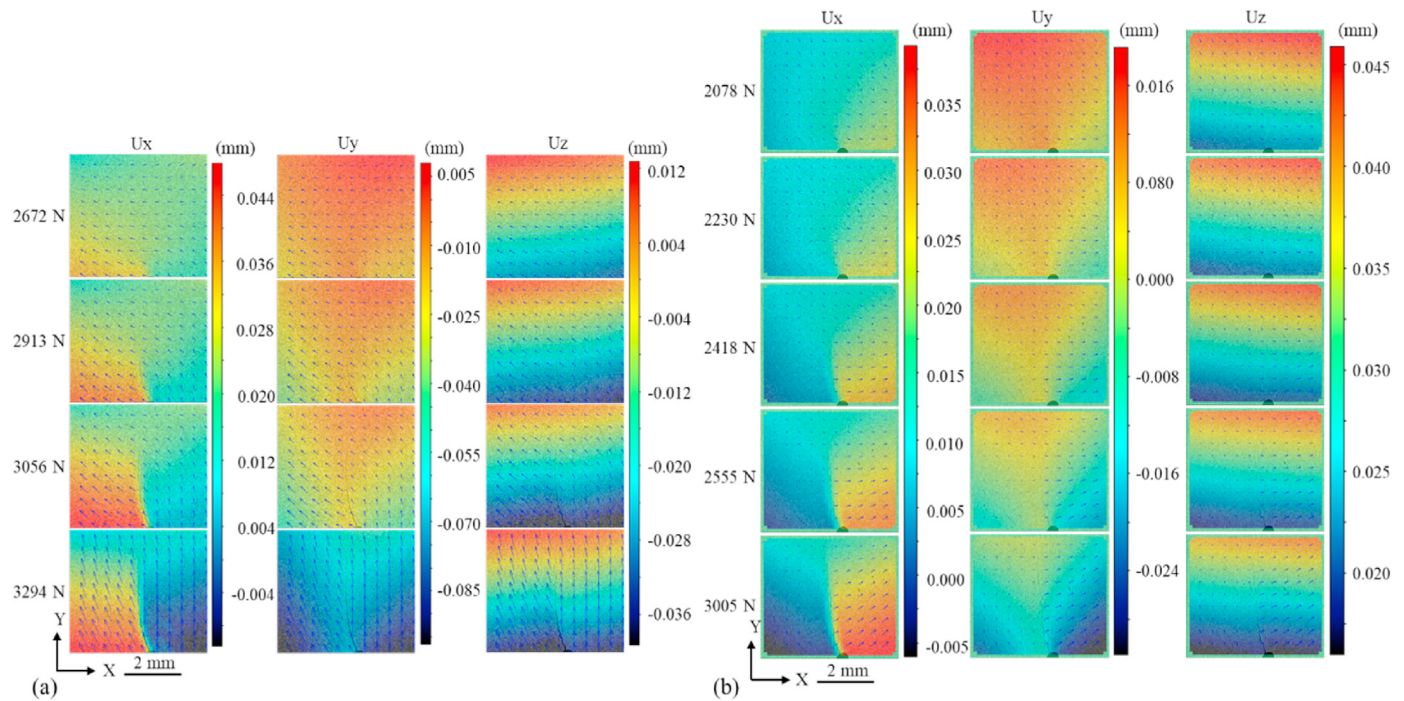 Ux Uy Uz
(mm) (mm) (mm)
2672 N
2913 N
3056 N
3294 N
0.044
0.036
0.028
0.020
0.012
0.004
-0.004
0.005
-0.010
-0.025
-0.040
-0.055
-0.070
-0.085
0.012
0.004
-0.004
-0.012
-0.020
-0.028
-0.036
Y
X
2 mm
(a)
Ux Uy Uz
(mm) (mm) (mm)
2078 N
2230 N
2418 N
2555 N
3005 N
0.035
0.030
0.025
0.020
0.015
0.010
0.005
0.000
-0.005
0.016
0.080
0.000
-0.008
-0.016
-0.024
0.045
0.040
0.035
0.030
0.025
0.020
Y
X
2 mm
(b)